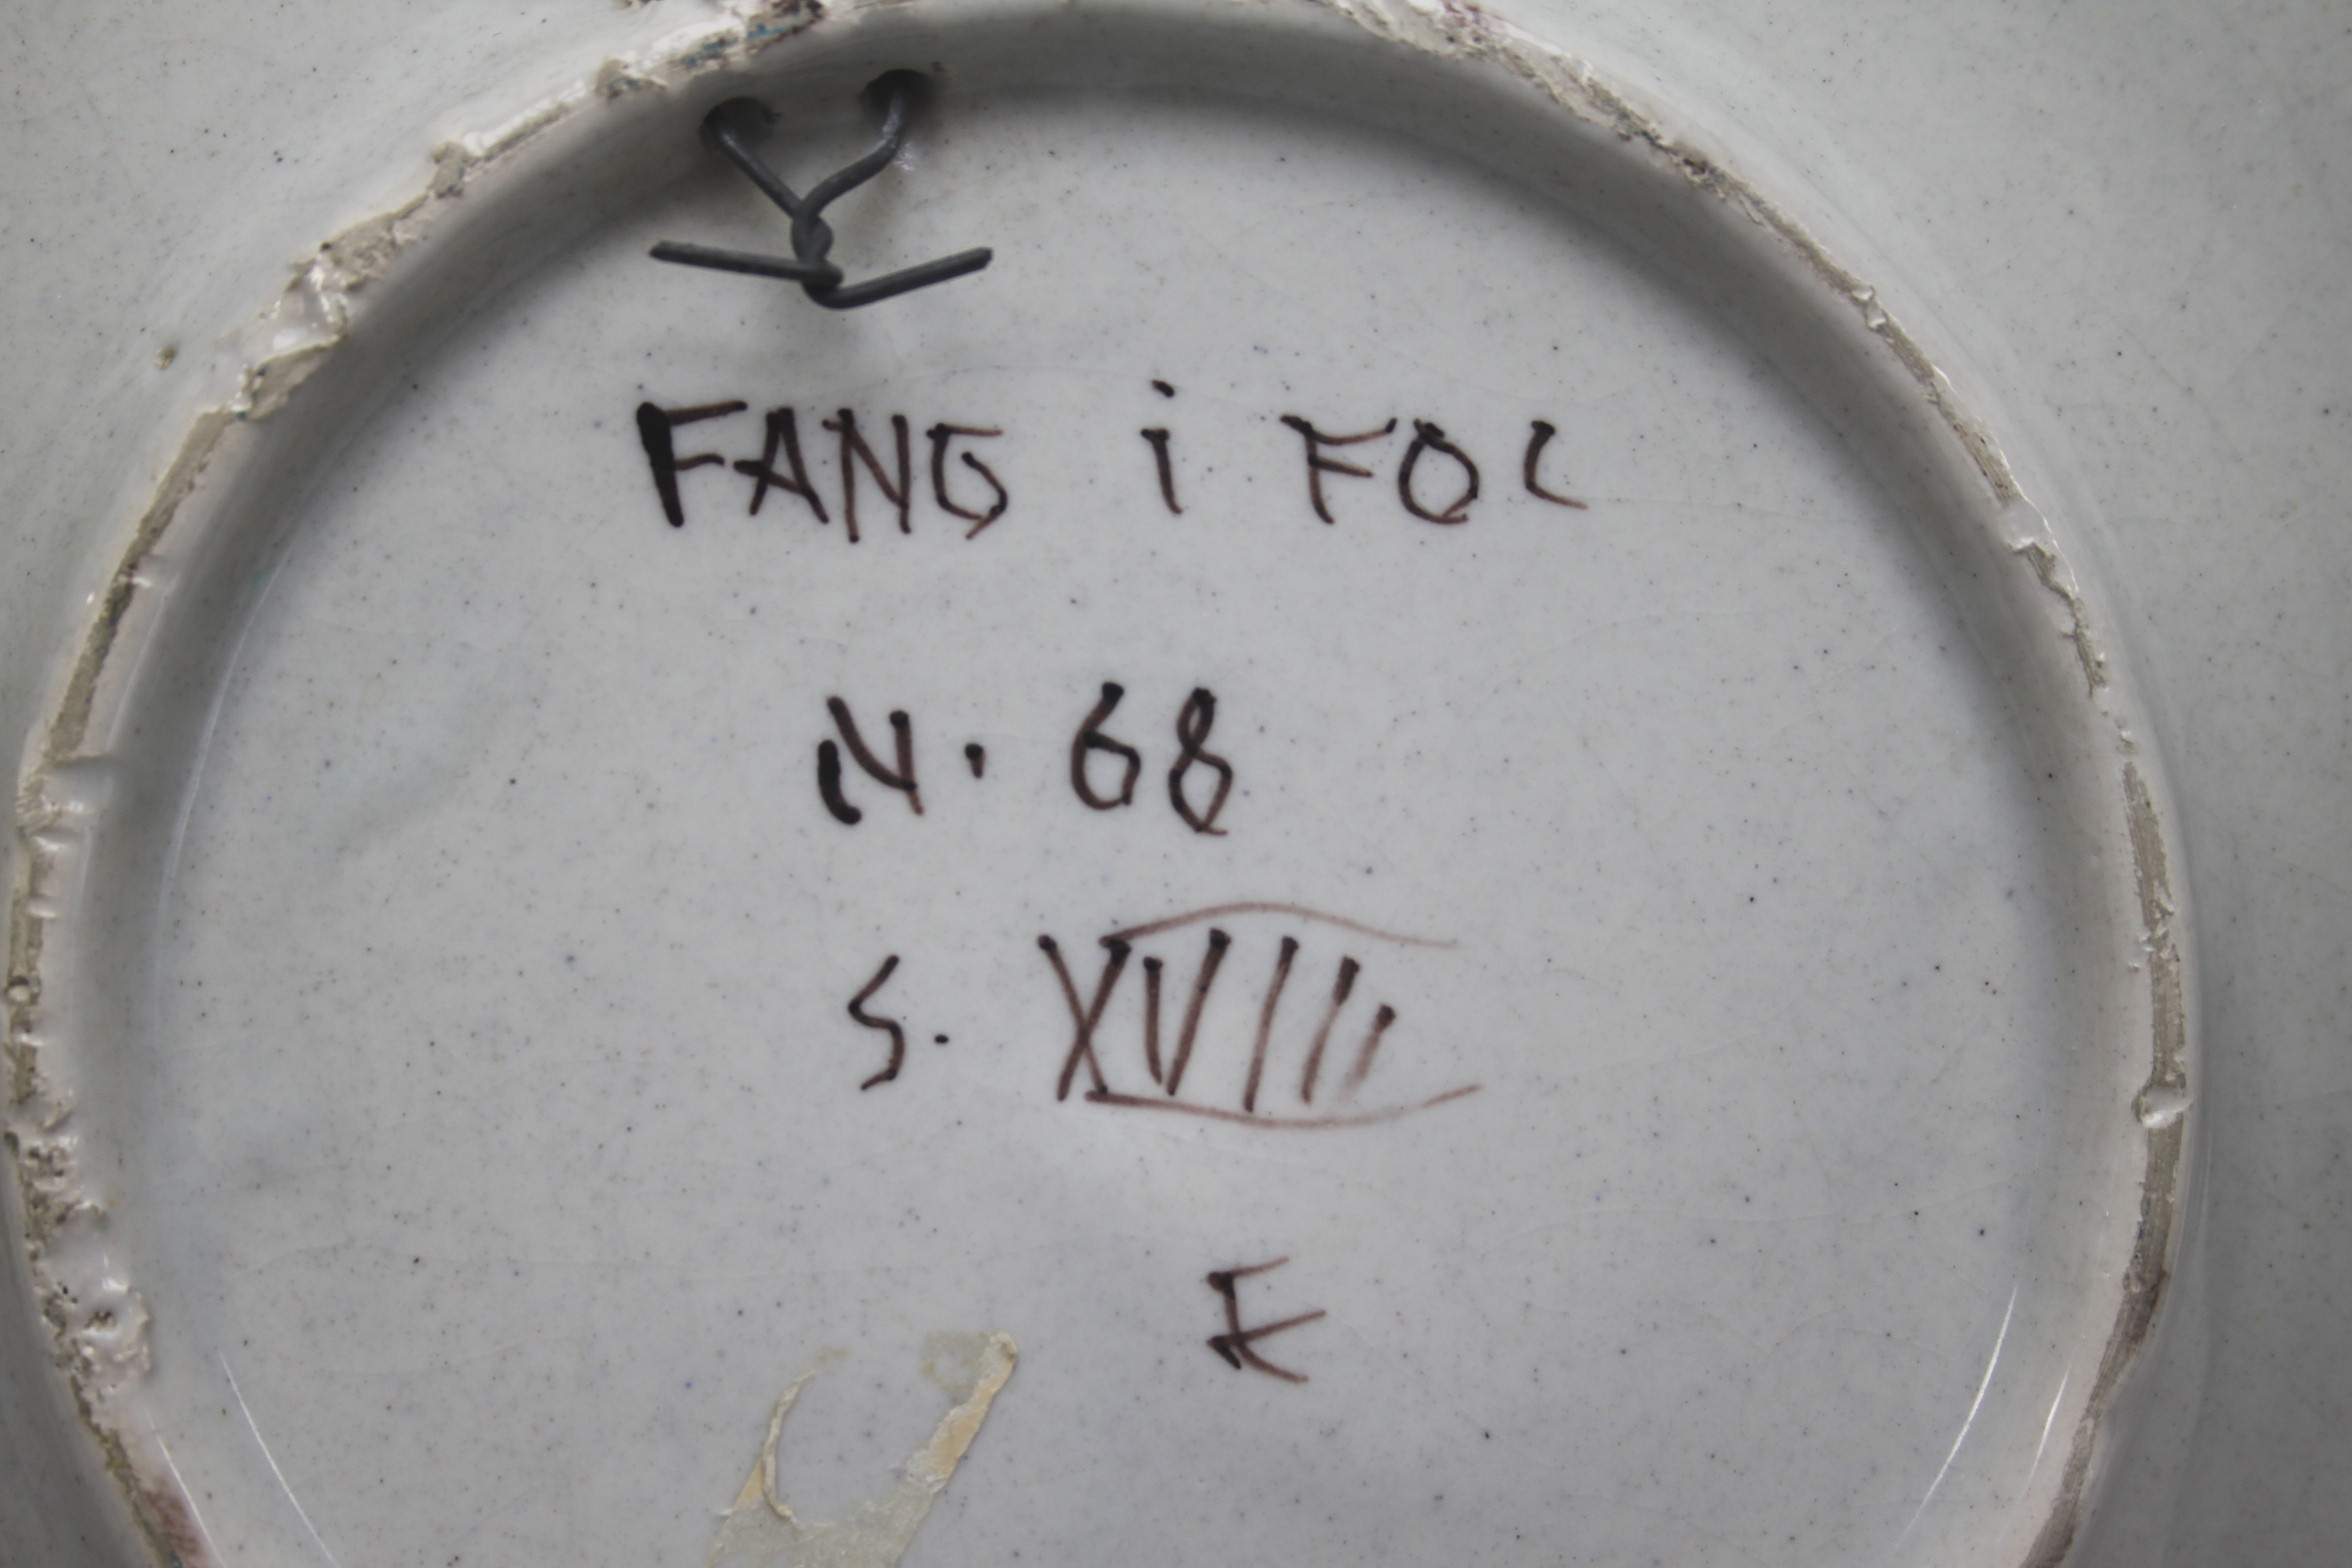 FANG i FOC
N. 68
S. XVIII
E